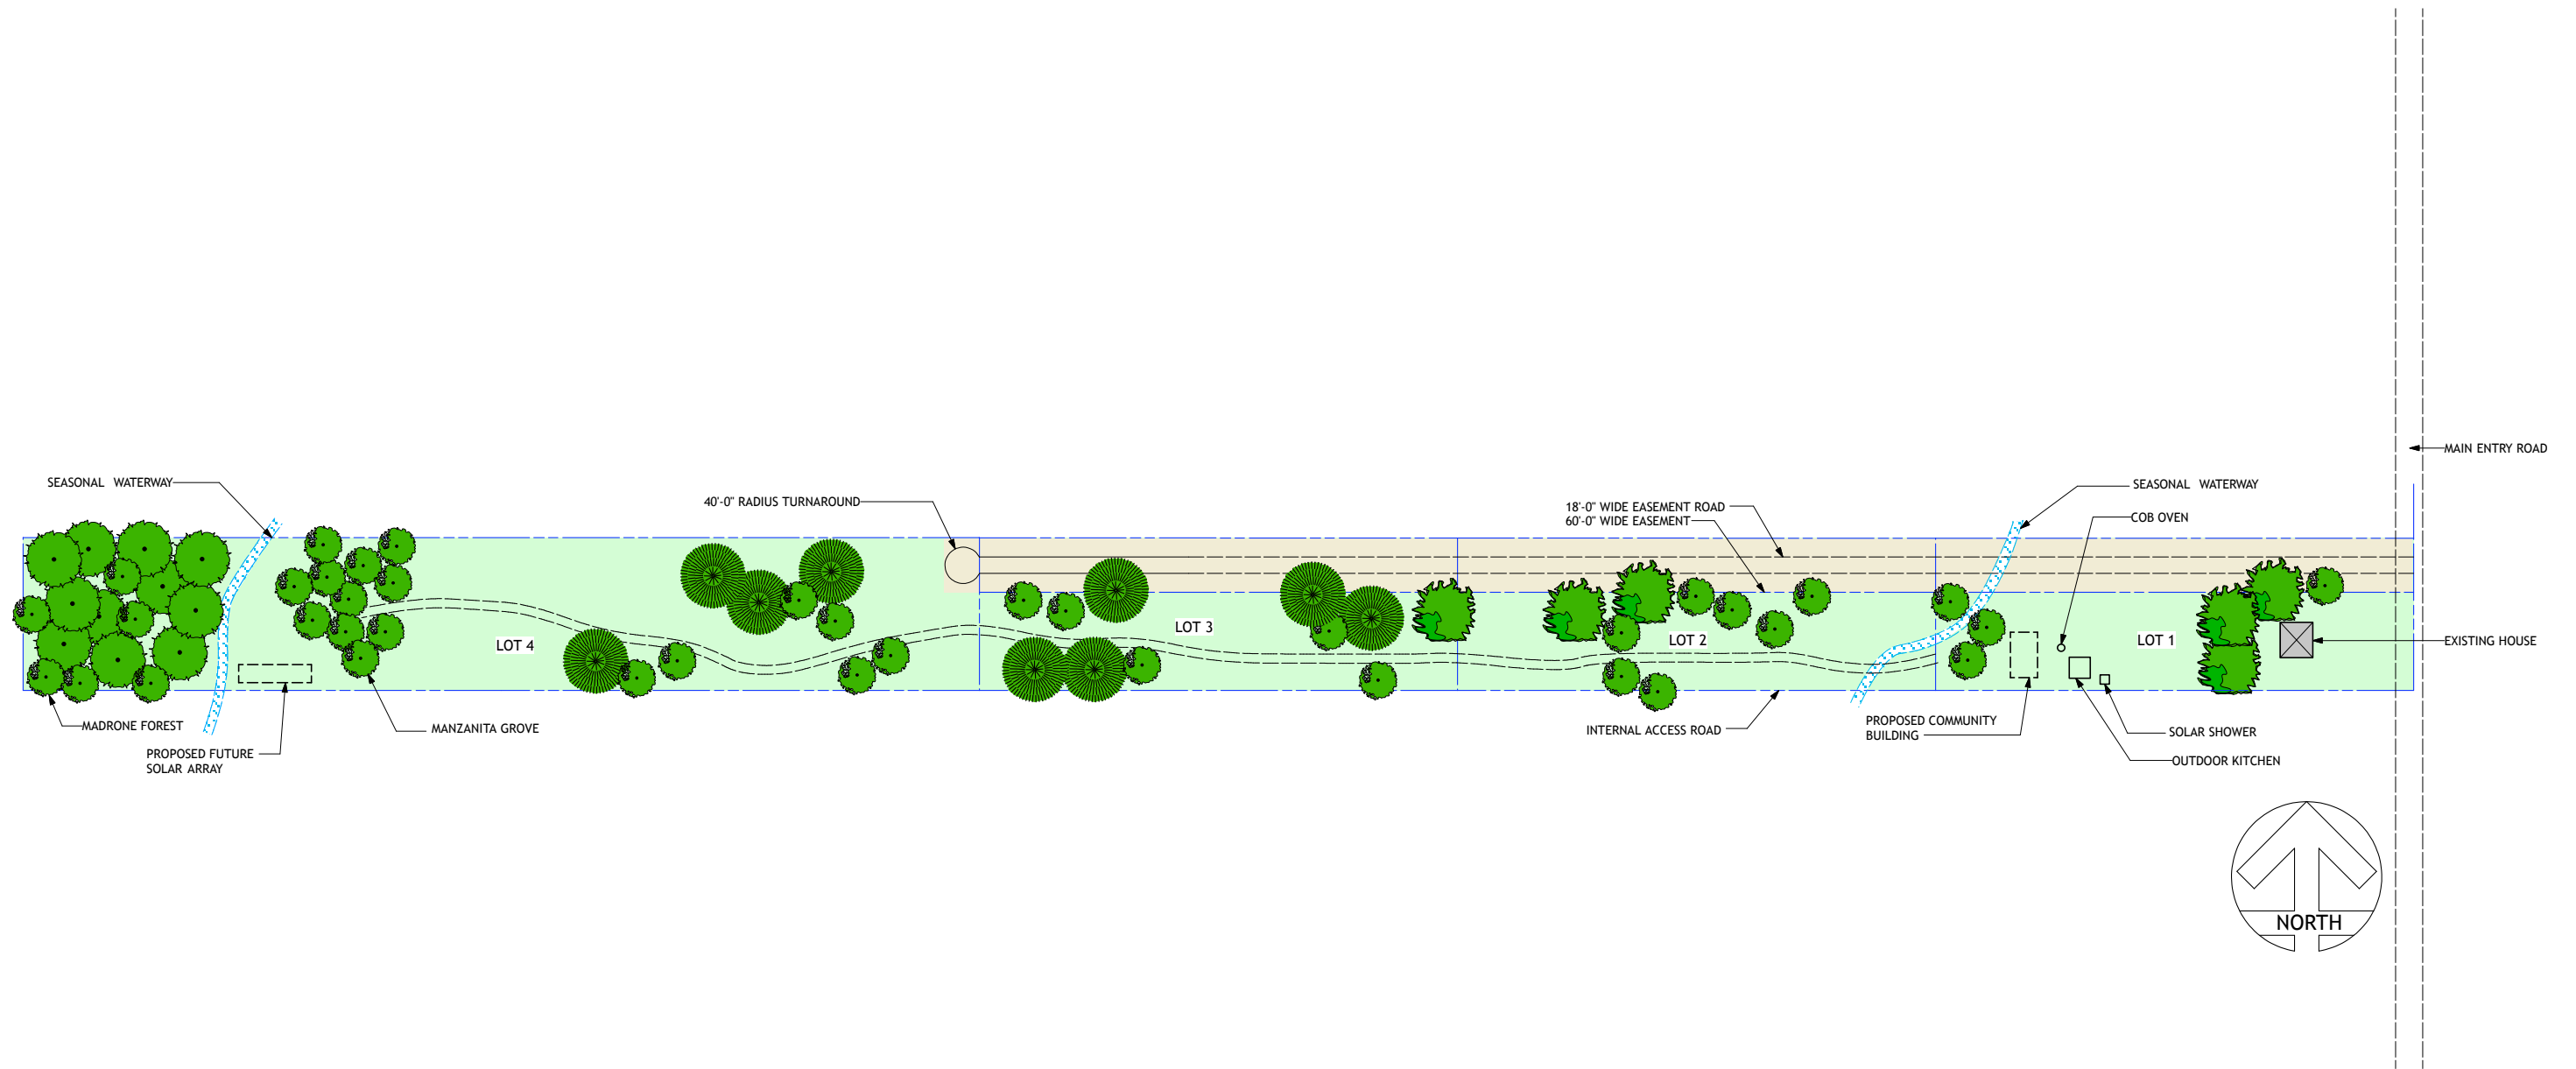 MAIN ENTRY ROAD
SEASONAL WATERWAY
SEASONAL WATERWAY
40'-0" RADIUS TURNAROUND
18'-0" WIDE EASEMENT ROAD
60'-0" WIDE EASEMENT
COB OVEN
LOT 4
LOT 3
LOT 2
LOT 1
EXISTING HOUSE
MADRONE FOREST
PROPOSED FUTURE
SOLAR ARRAY
MANZANITA GROVE
INTERNAL ACCESS ROAD
PROPOSED COMMUNITY
BUILDING
SOLAR SHOWER
OUTDOOR KITCHEN
NORTH